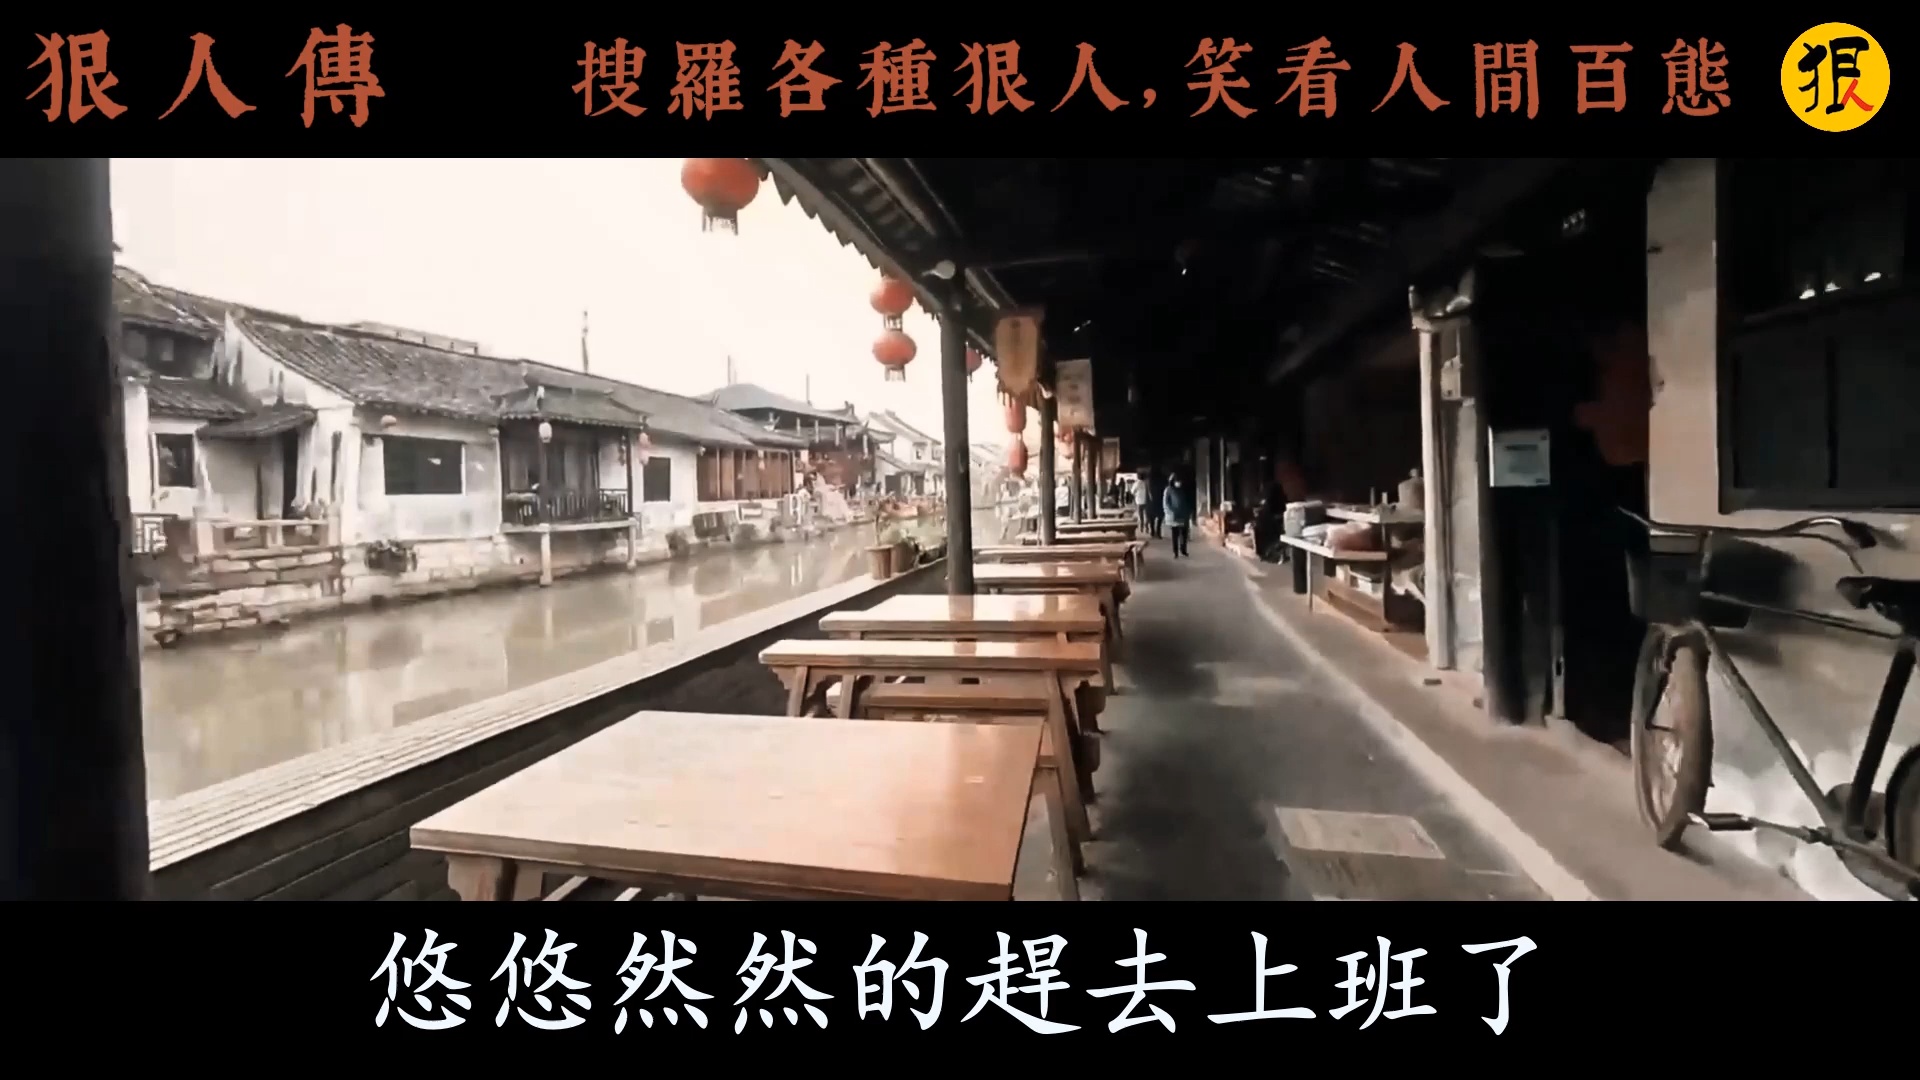 狠人傳
搜羅各種狠人,笑看人間百態
狠人
悠悠然然的趕去上班了